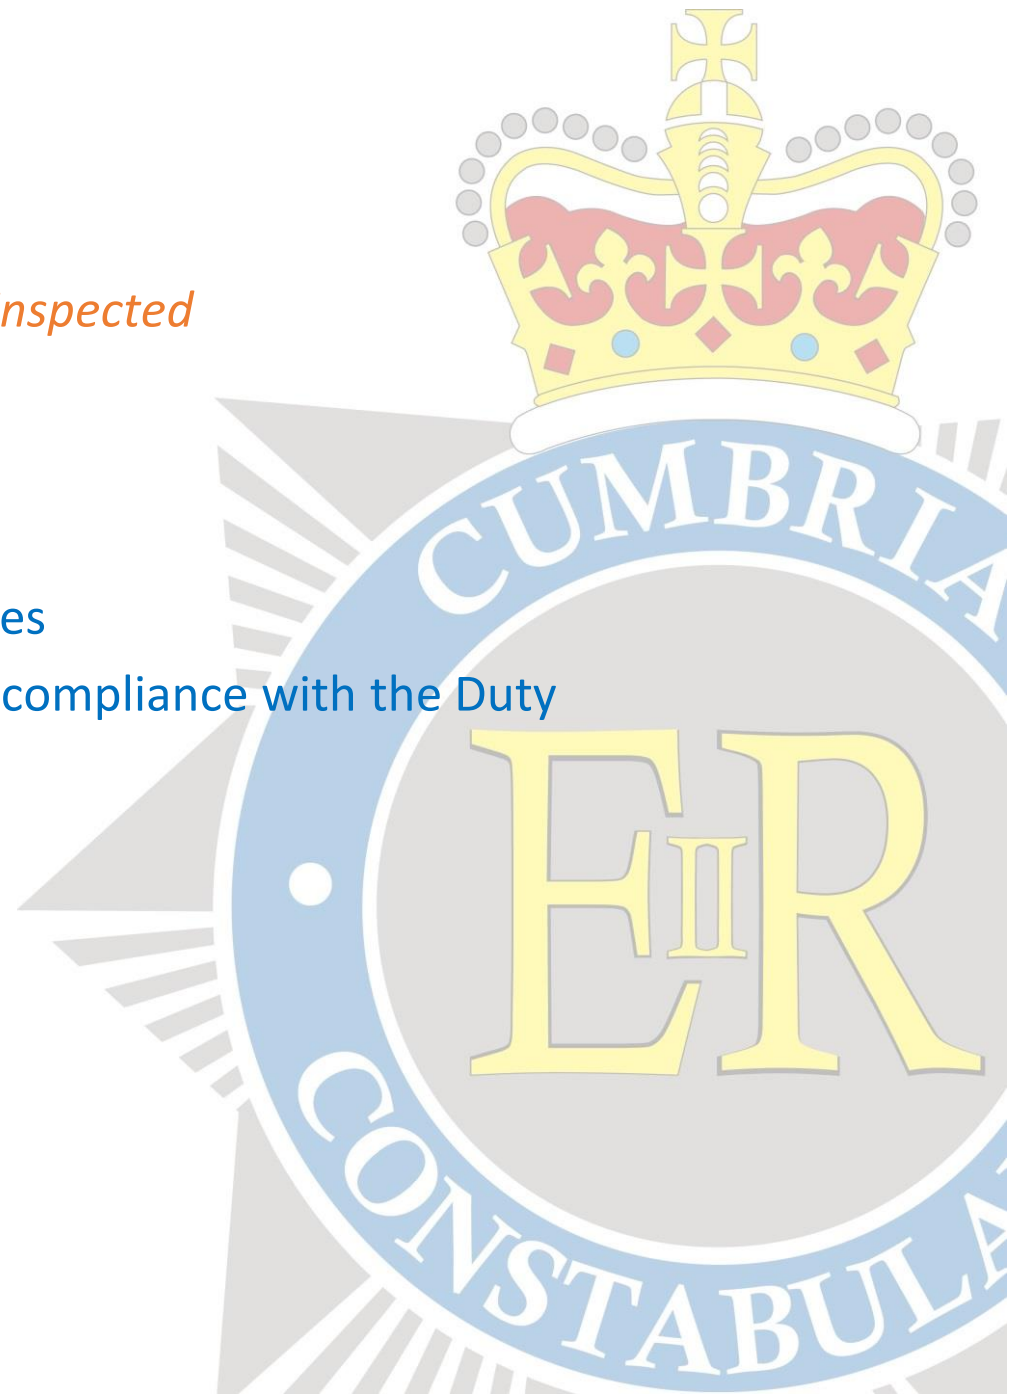 nspected
CUMBRIA
es
compliance with the Duty
EIIR
CONSTABULA